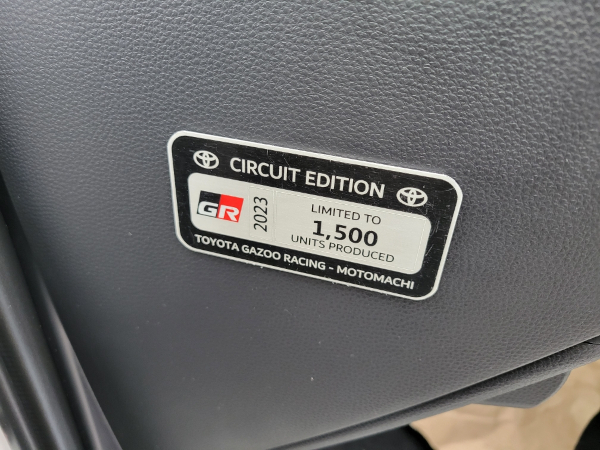 CIRCUIT EDITION
GR
2023
LIMITED TO
1,500
UNITS PRODUCED
TOYOTA GAZOO RACING - MOTOMACHI